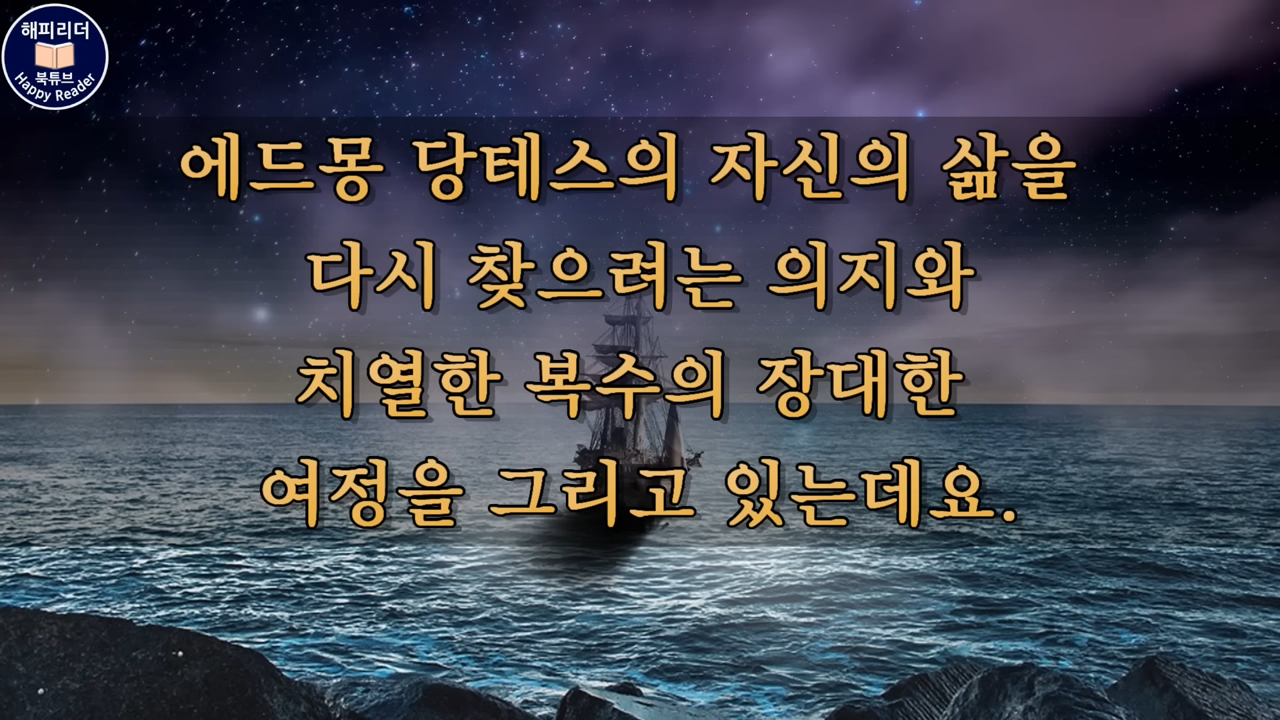 해피리더
북튜브
Happy Reader
에드몽 당테스의 자신의 삶을
다시 찾으려는 의지와
치열한 복수의 장대한
여정을 그리고 있는데요.